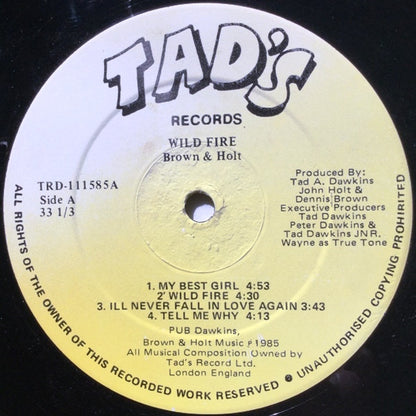 TAD'S
RECORDS
WILD FIRE
Brown & Holt
TRD-111585A
Side A
33 1/3
Produced By:
Tad A. Dawkins
John Holt &
Dennis Brown
Executive Producers
Tad Dawkins
Peter Dawkins &
Tad Dawkins JNR.
Wayne as True Tone
1. MY BEST GIRL 4:53
2' WILD FIRE 4:30
3. ILL NEVER FALL IN LOVE AGAIN 3:43
4. TELL ME WHY 4:13
PUB Dawkins,
Brown & Holt Music 1985
All Musical Composition Owned by
Tad's Record Ltd.
London England
ALL RIGHTS OF THE OWNER OF THIS RECORDED WORK RESERVED ● UNAUTHORISED COPYING PROHIBITED